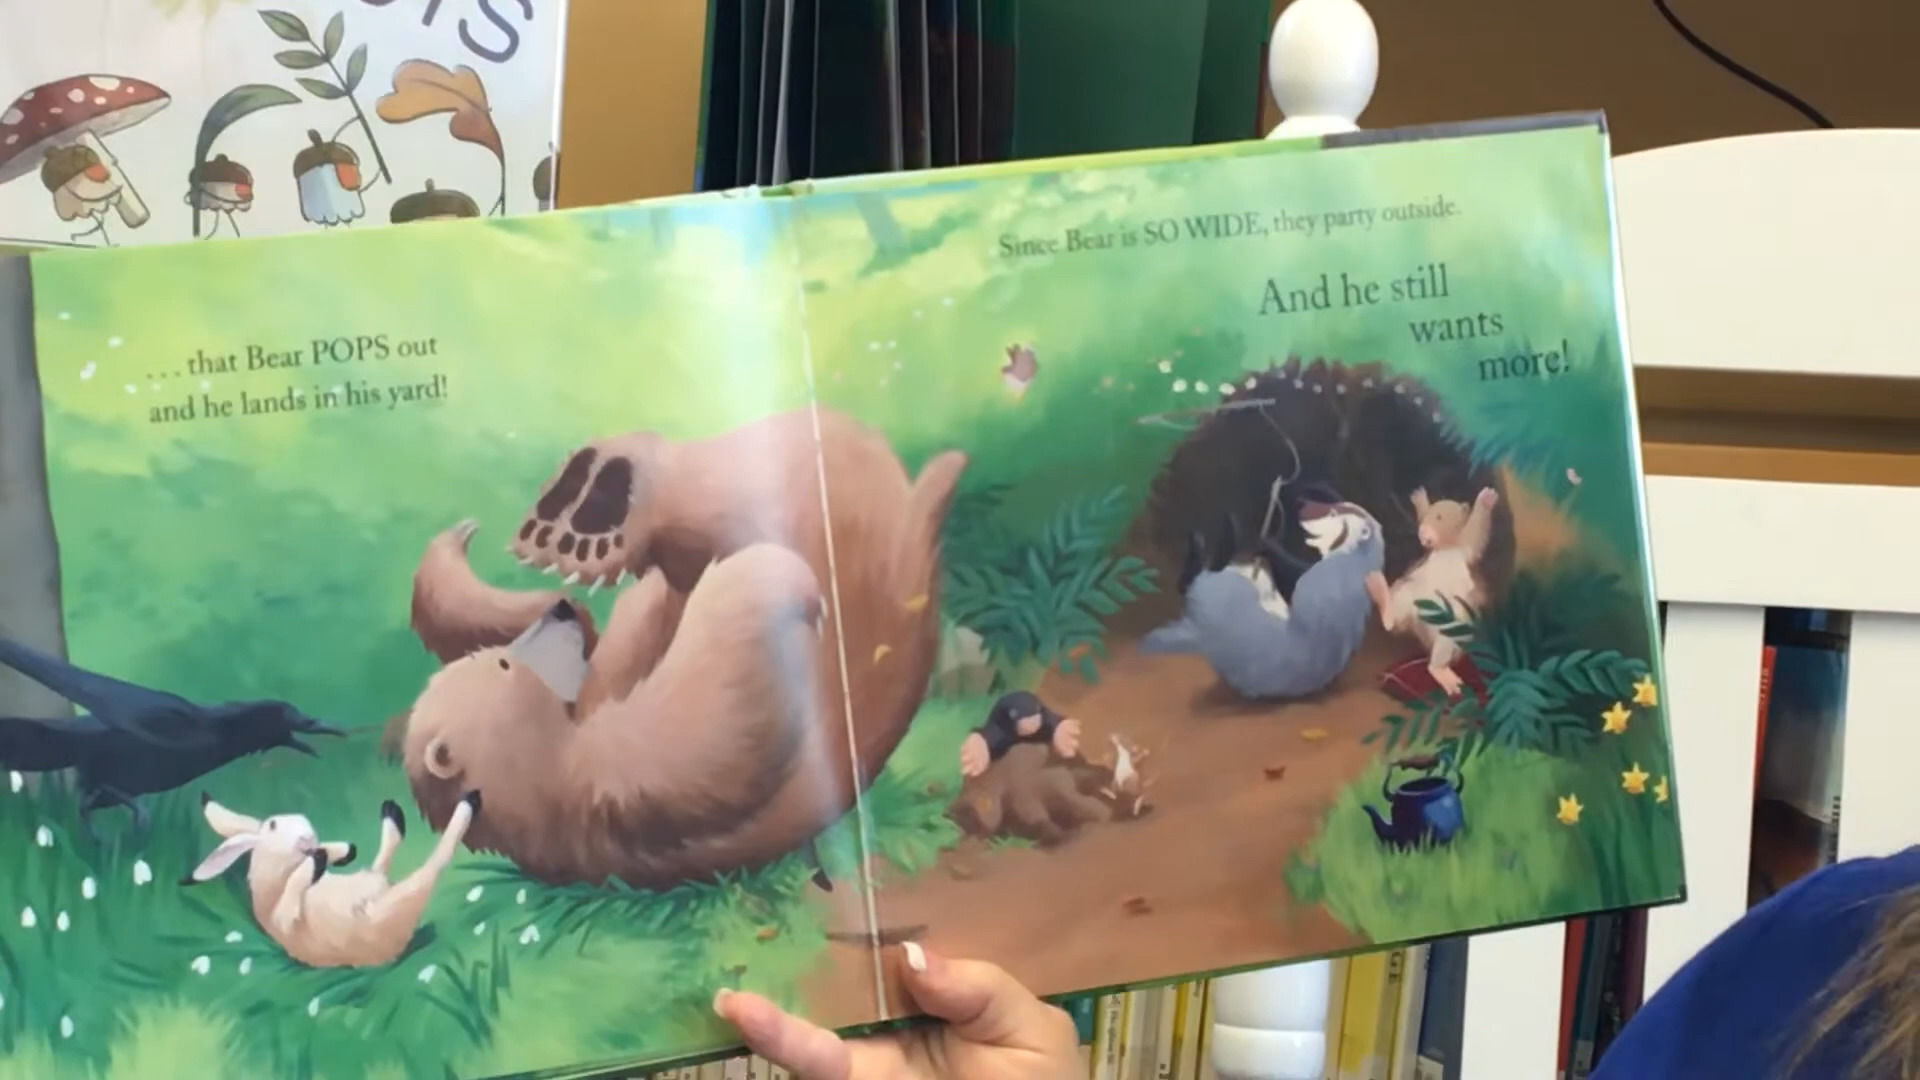 . . . that Bear POPS out
and he lands in his yard!
Since Bear is SO WIDE, they party outside.
And he still
wants
more!